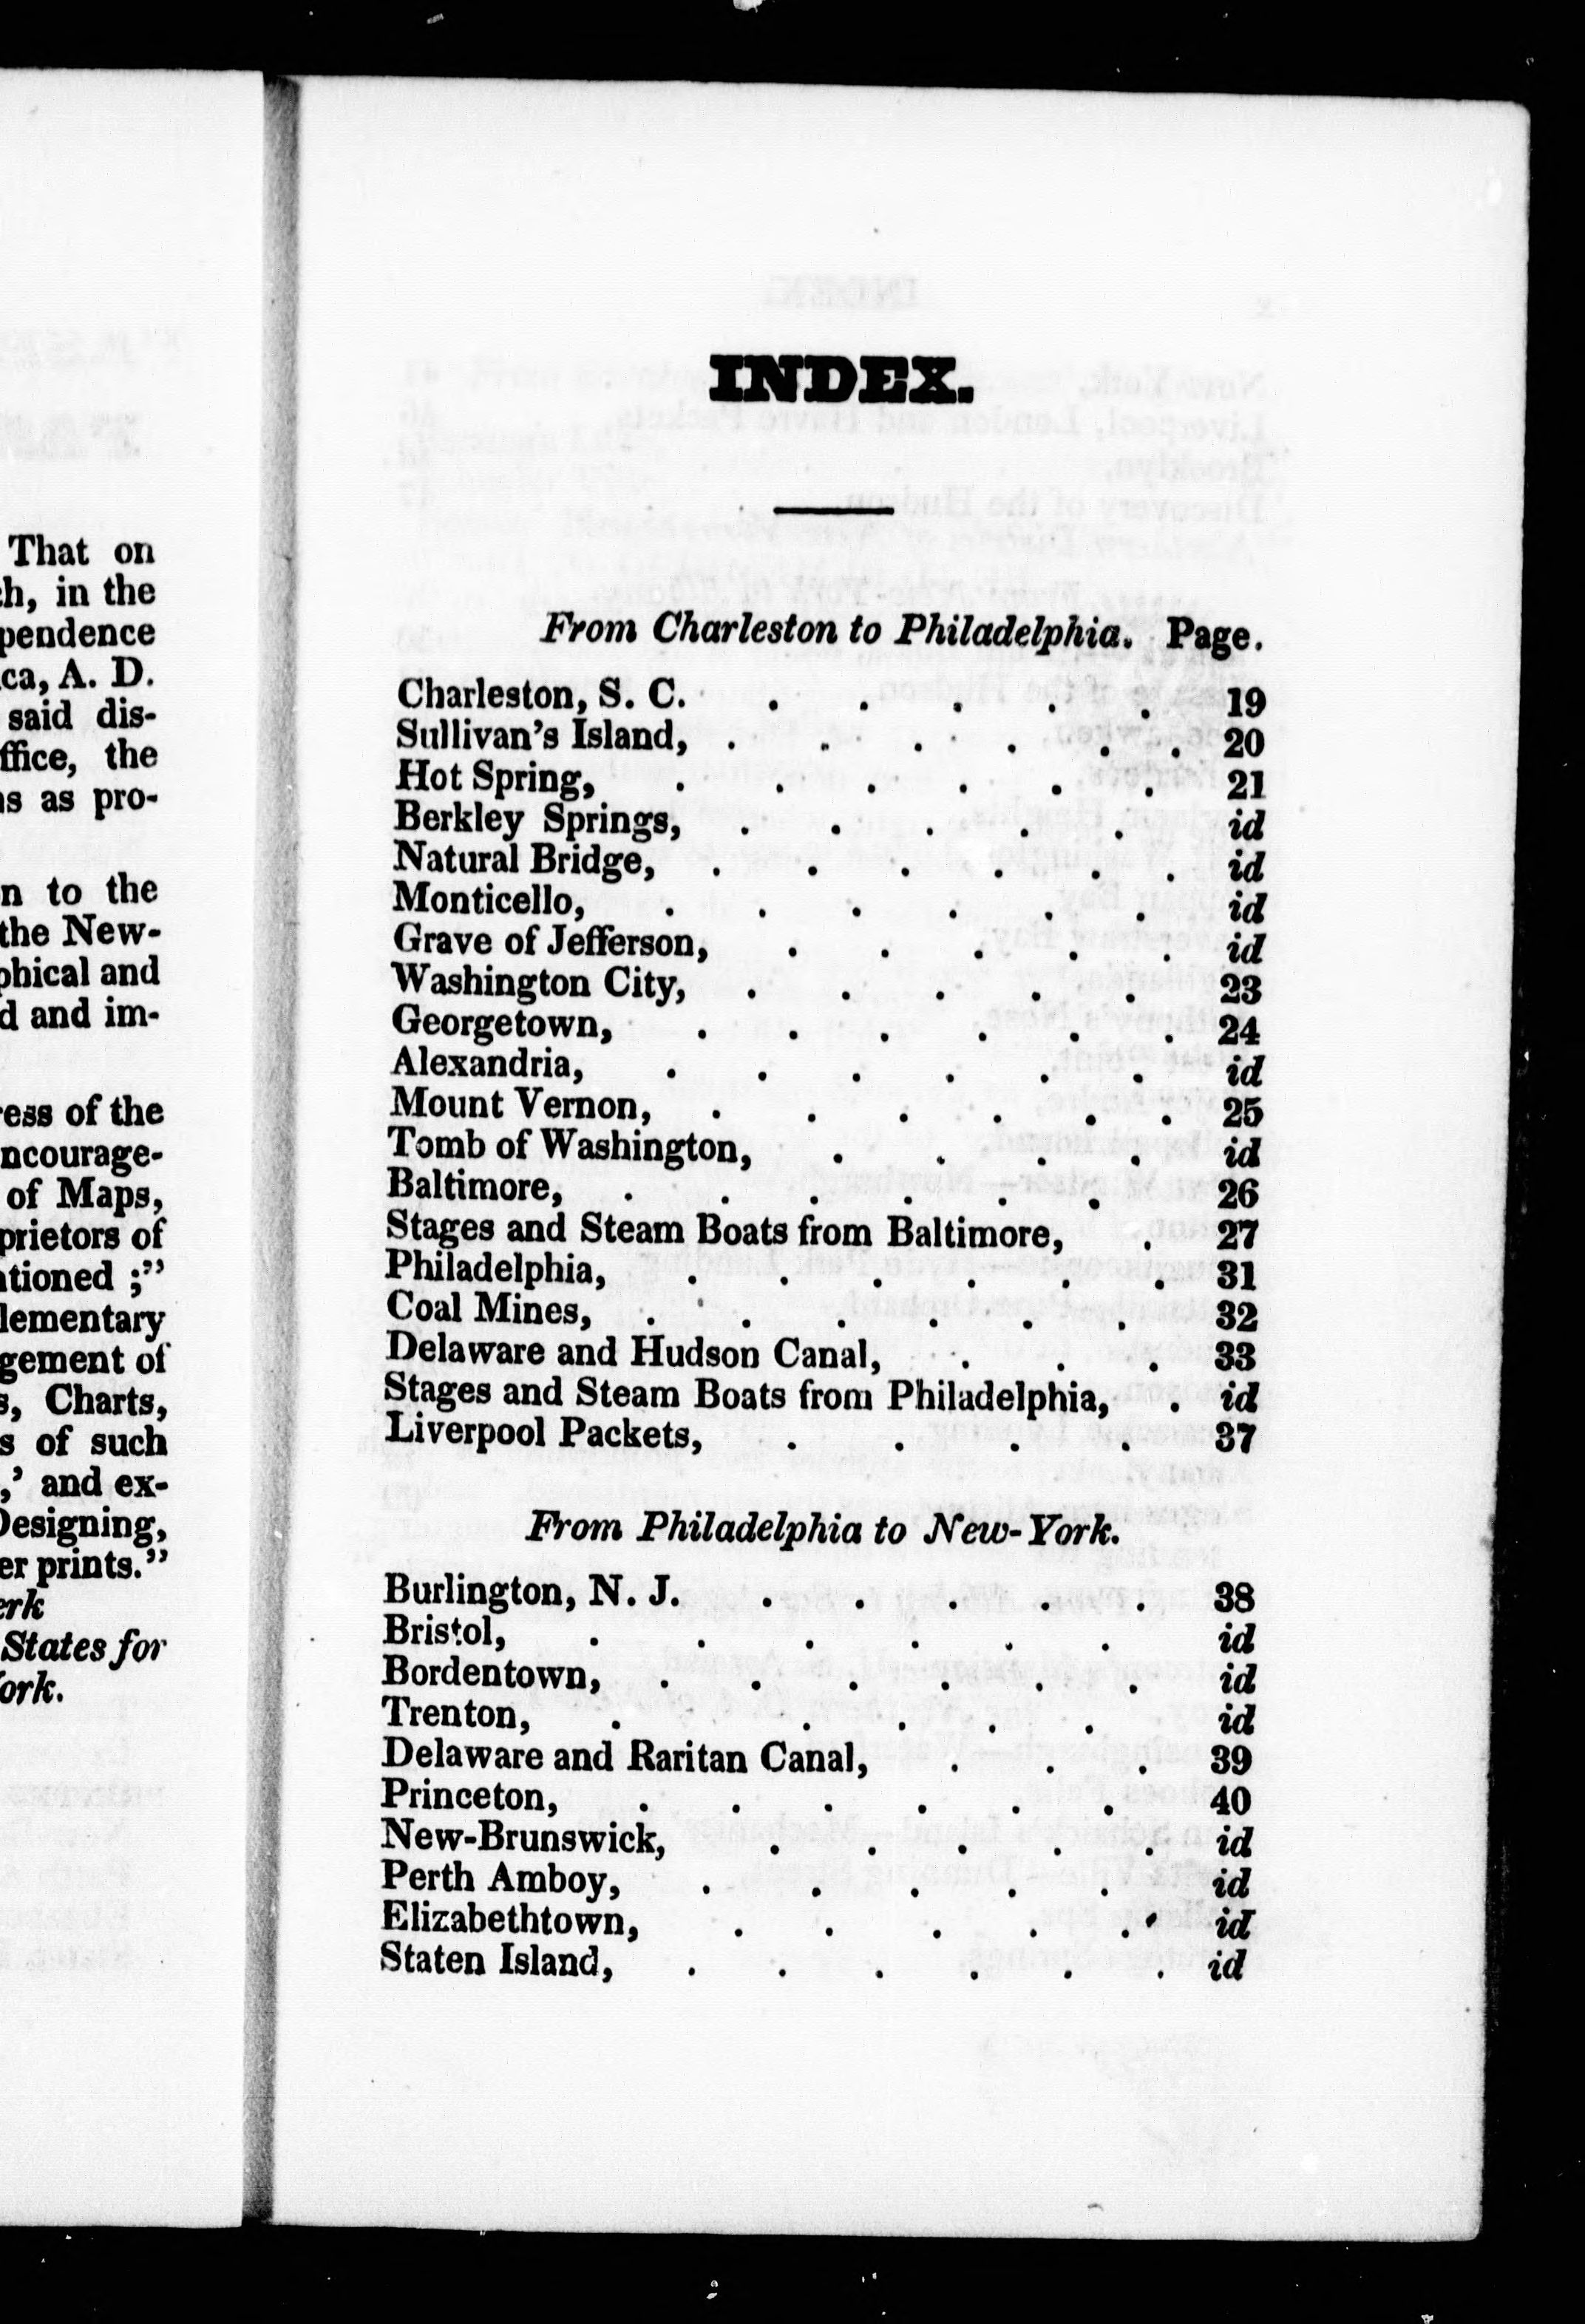 That on
h, in the
pendence
ca, A. D.
said dis-
ffice, the
s as pro-
n to the
the New-
phical and
d and im-
ress of the
ncourage-
of Maps,
prietors of
tioned ;”
lementary
gement of
s, Charts,
s of such
,’ and ex-
Designing,
er prints.”
erk
States for
ork.
INDEX.
From Charleston to Philadelphia. Page.
Charleston, S. C. . . . . . 19
Sullivan’s Island, . . . . . . 20
Hot Spring, . . . . . . 21
Berkley Springs, . . . . . id
Natural Bridge, . . . . . . id
Monticello, . . . . . . id
Grave of Jefferson, . . . . . id
Washington City, . . . . . 23
Georgetown, . . . . . . 24
Alexandria, . . . . . . id
Mount Vernon, . . . . . . 25
Tomb of Washington, . . . . id
Baltimore, . . . . . . 26
Stages and Steam Boats from Baltimore, . 27
Philadelphia, . . . . . . 31
Coal Mines, . . . . . . 32
Delaware and Hudson Canal, . . . 33
Stages and Steam Boats from Philadelphia, . id
Liverpool Packets, . . . . 37
From Philadelphia to New-York.
Burlington, N. J. . . . . . 38
Bristol, . . . . . . id
Bordentown, . . . . . . id
Trenton, . . . . . id
Delaware and Raritan Canal, . . . 39
Princeton, . . . . . . 40
New-Brunswick, . . . . . id
Perth Amboy, . . . . . id
Elizabethtown, . . . . . id
Staten Island, . . . . . . id